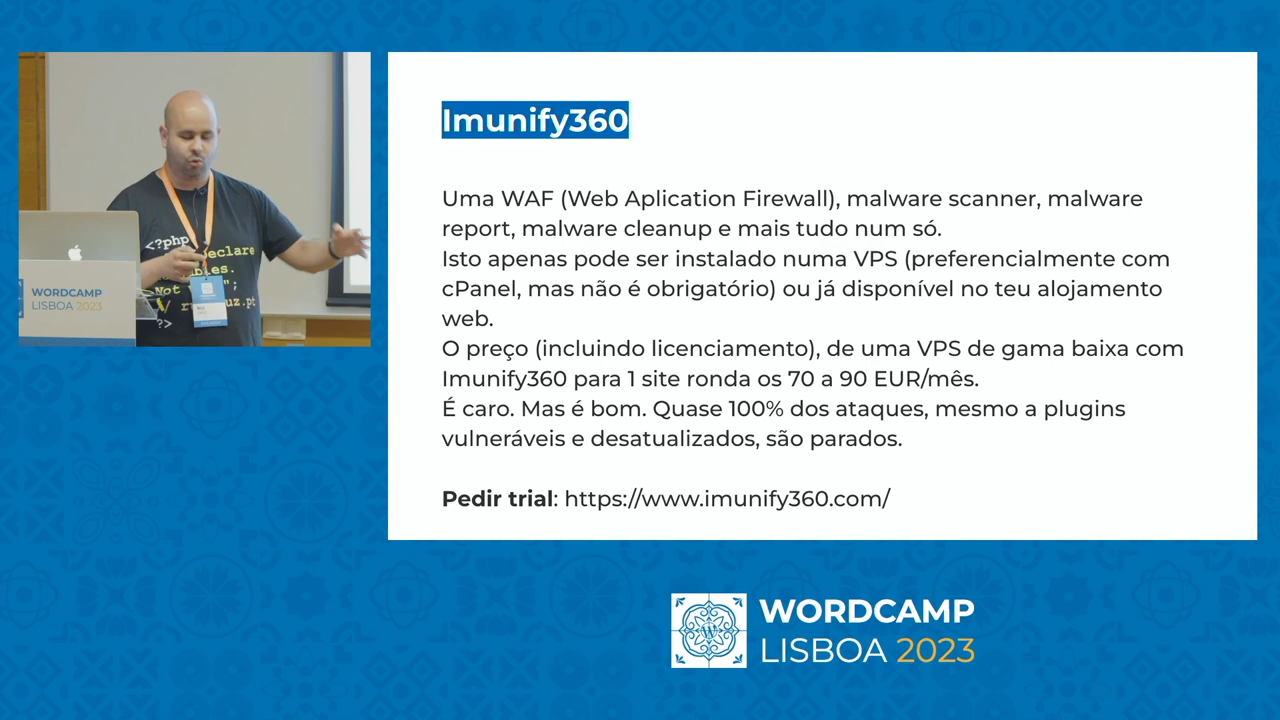 Imunify360
Uma WAF (Web Aplication Firewall), malware scanner, malware
report, malware cleanup e mais tudo num só.
Isto apenas pode ser instalado numa VPS (preferencialmente com
cPanel, mas não é obrigatório) ou já disponível no teu alojamento
web.
O preço (incluindo licenciamento), de uma VPS de gama baixa com
Imunify360 para 1 site ronda os 70 a 90 EUR/mês.
É caro. Mas é bom. Quase 100% dos ataques, mesmo a plugins
vulneráveis e desatualizados, são parados.
Pedir trial: https://www.imunify360.com/
<?php
eclare
Not
";
?>
WORDCAMP
LISBOA 2023
WORDCAMP
LISBOA 2023